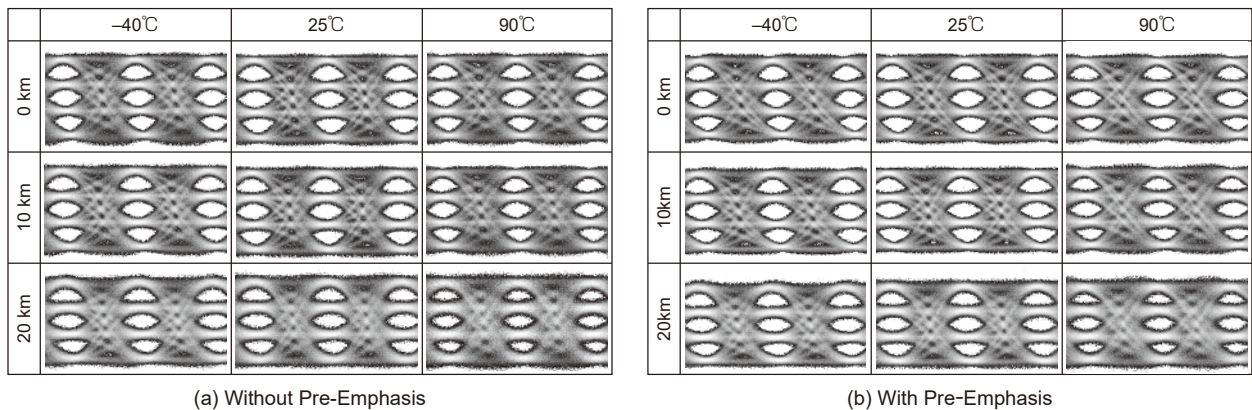 –40℃ 25℃ 90℃
0 km
10 km
20 km
(a) Without Pre-Emphasis
–40℃ 25℃ 90℃
0 km
10km
20km
(b) With Pre-Emphasis